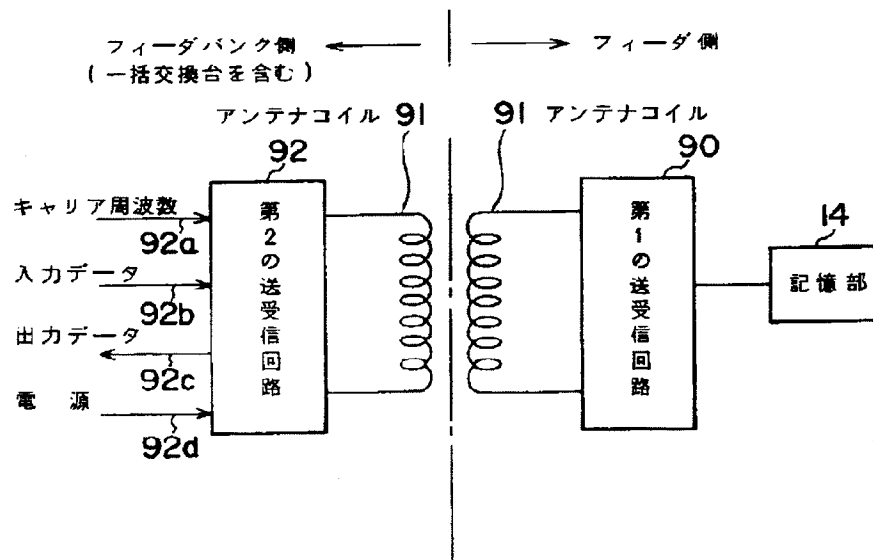 フィーダバンク側
(一括交換台を含む)
フィーダ側
アンテナコイル 91
91 アンテナコイル
92
90
キャリア周波数
92a
入力データ
92b
出力データ
92c
電源
92d
第2の送受信回路
第1の送受信回路
14
記憶部